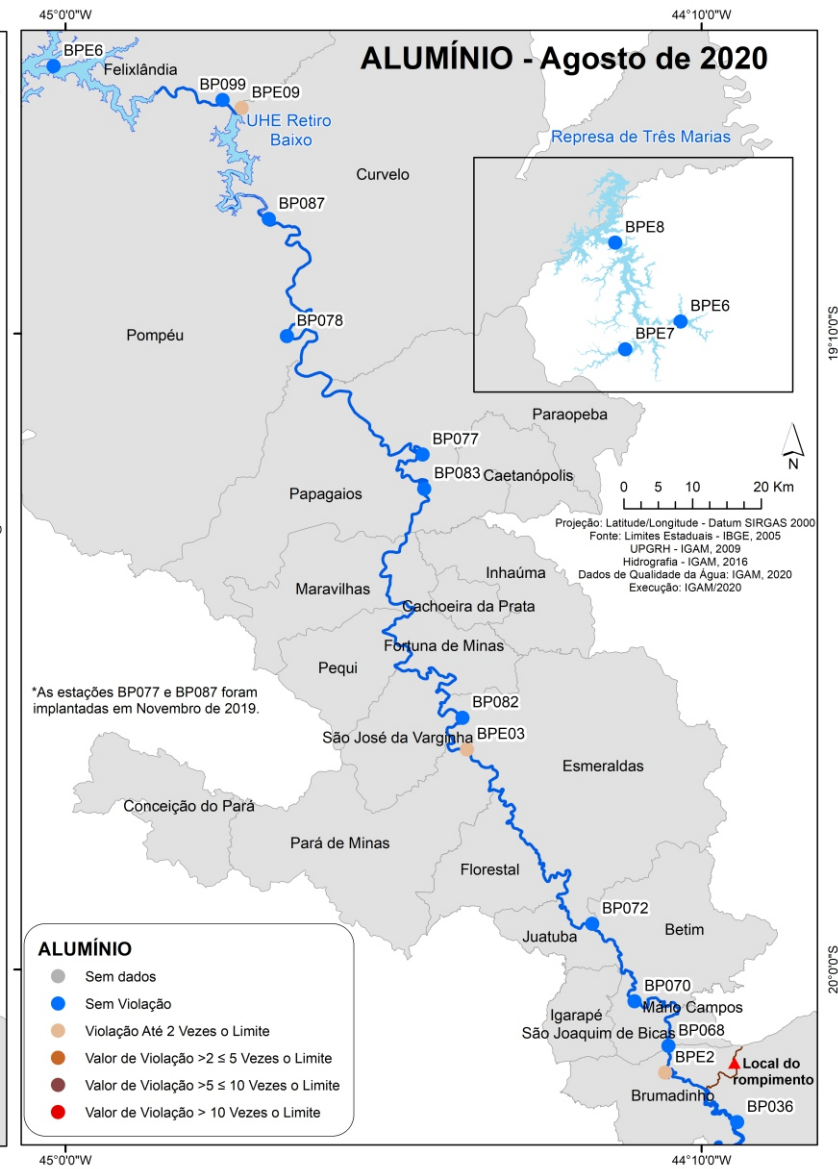 45°0'0"W
44°10'0"W
ALUMÍNIO - Agosto de 2020
BPE6
Felixlândia
BP099
BPE09
UHE Retiro
Baixo
Represa de Três Marias
Curvelo
BP087
BPE8
BPE6
BPE7
BP078
Pompéu
19°10'0"S
Paraopeba
N
BP077
BP083
Caetanópolis
Papagaios
0 5 10 20 Km
Projeção: Latitude/Longitude - Datum SIRGAS 2000
Fonte: Limites Estaduais - IBGE, 2005
UPGRH - IGAM, 2009
Hidrografia - IGAM, 2016
Dados de Qualidade da Água: IGAM, 2020
Execução: IGAM/2020
Inhaúma
Maravilhas
Cachoeira da Prata
Fortuna de Minas
Pequi
*As estações BP077 e BP087 foram
implantadas em Novembro de 2019.
BP082
São José da Varginha
BPE03
Esmeraldas
Conceição do Pará
Pará de Minas
Florestal
BP072
Juatuba
Betim
20°0'0"S
BP070
Mário Campos
Igarapé
São Joaquim de Bicas
BP068
BPE2
Local do
rompimento
Brumadinho
BP036
ALUMÍNIO
Sem dados
Sem Violação
Violação Até 2 Vezes o Limite
Valor de Violação >2 ≤ 5 Vezes o Limite
Valor de Violação >5 ≤ 10 Vezes o Limite
Valor de Violação > 10 Vezes o Limite
45°0'0"W
44°10'0"W